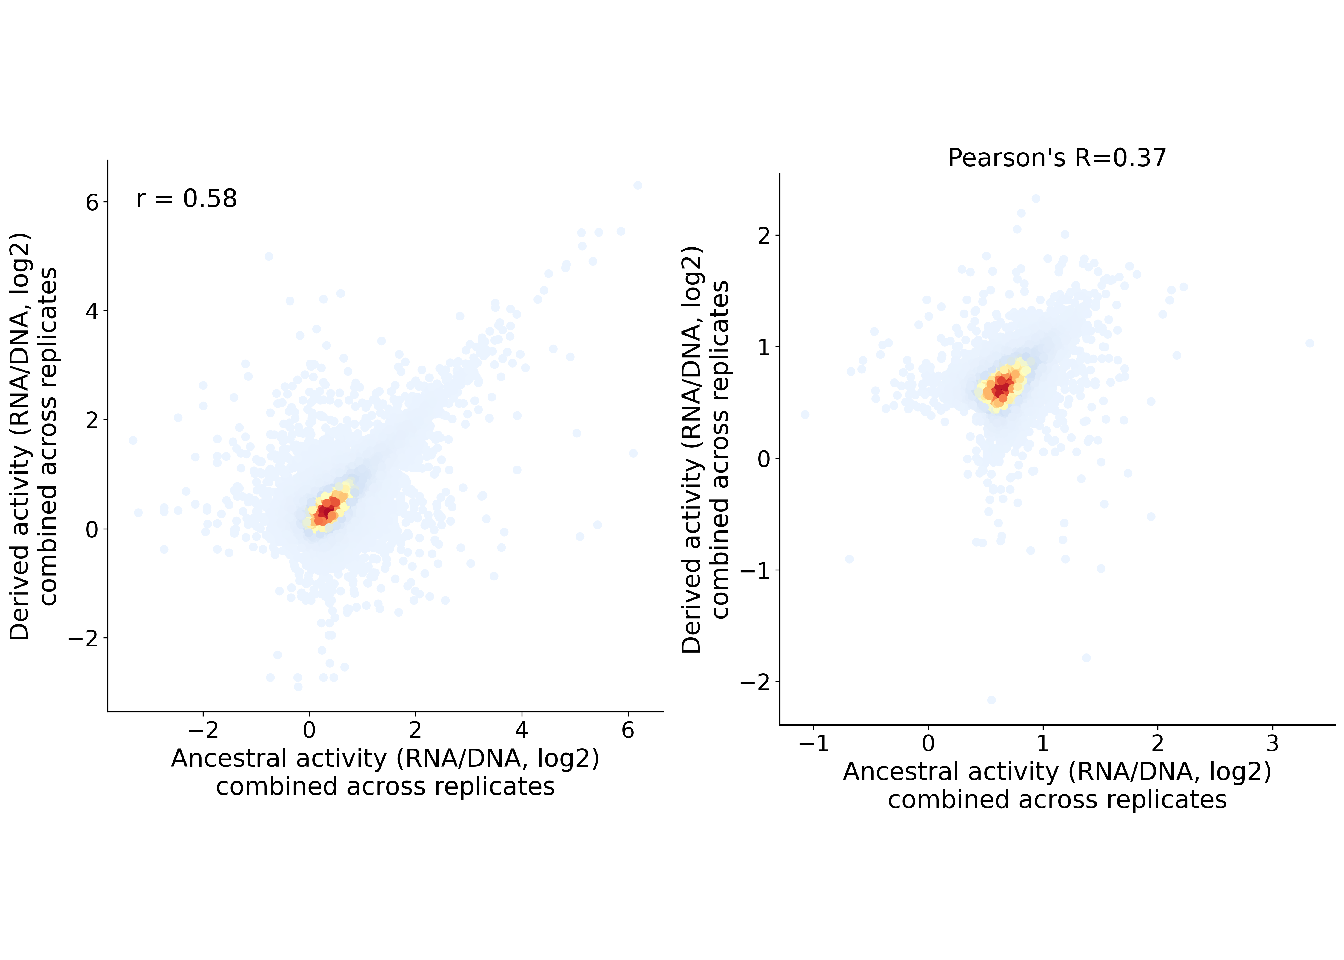 r = 0.58
6
4
2
0
−2
Derived activity (RNA/DNA, log2)
combined across replicates
−2
0
2
4
6
Ancestral activity (RNA/DNA, log2)
combined across replicates
Pearson's R=0.37
2
1
0
−1
−2
Derived activity (RNA/DNA, log2)
combined across replicates
−1
0
1
2
3
Ancestral activity (RNA/DNA, log2)
combined across replicates